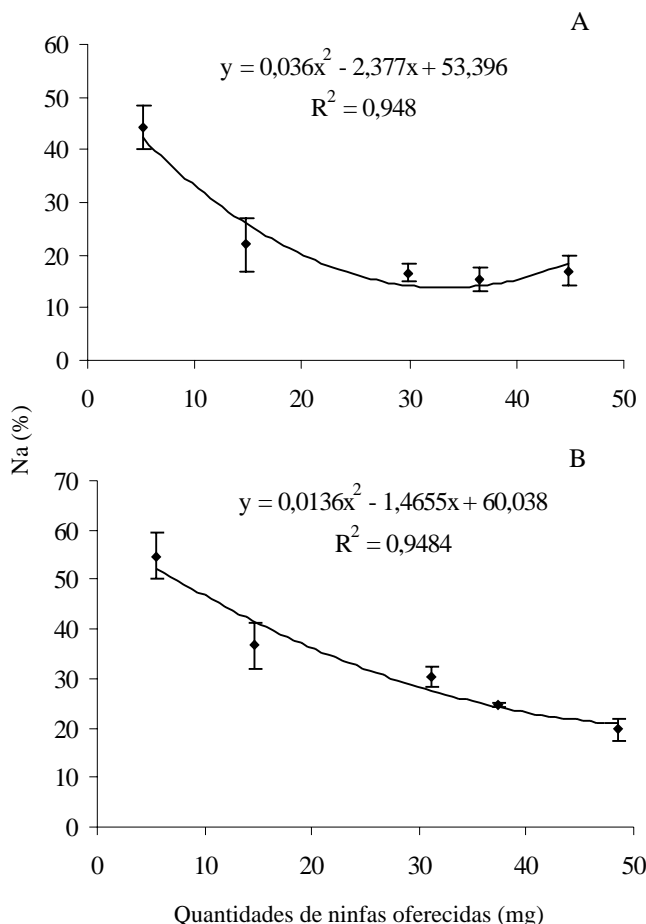 A
y = 0,036x² - 2,377x + 53,396
R² = 0,948
60
50
40
30
20
10
0
0 10 20 30 40 50
Na (%)
B
y = 0,0136x² - 1,4655x + 60,038
R² = 0,9484
70
60
50
40
30
20
10
0
0 10 20 30 40 50
Quantidades de ninfas oferecidas (mg)